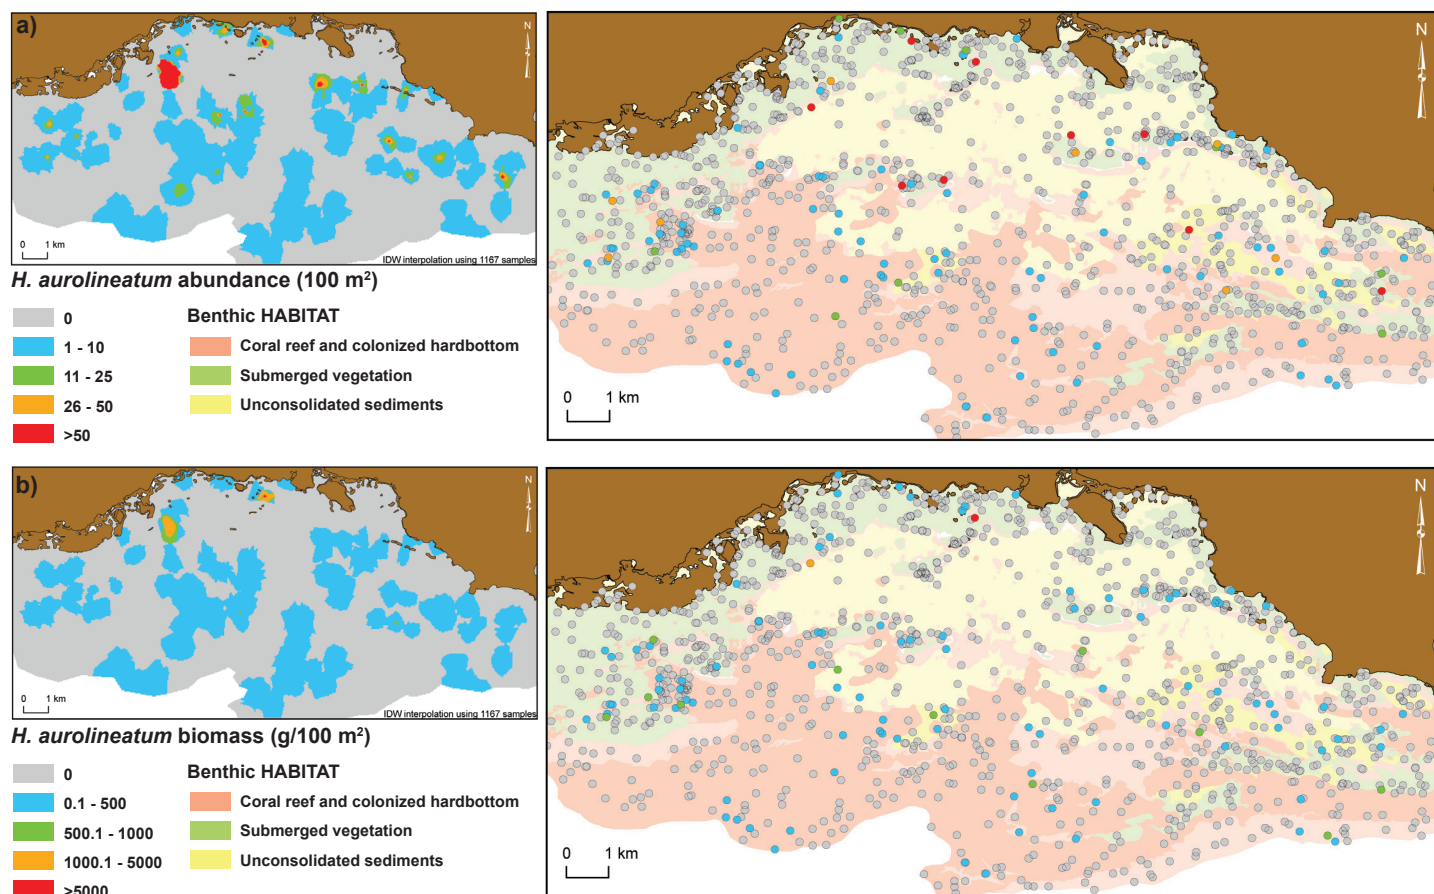 a)
N
0 1 km
IDW interpolation using 1167 samples
H. aurolineatum abundance (100 m²)
0
1 - 10
11 - 25
26 - 50
>50
Benthic HABITAT
Coral reef and colonized hardbottom
Submerged vegetation
Unconsolidated sediments
N
0 1 km
b)
N
0 1 km
IDW interpolation using 1167 samples
H. aurolineatum biomass (g/100 m²)
0
0.1 - 500
500.1 - 1000
1000.1 - 5000
>5000
Benthic HABITAT
Coral reef and colonized hardbottom
Submerged vegetation
Unconsolidated sediments
N
0 1 km